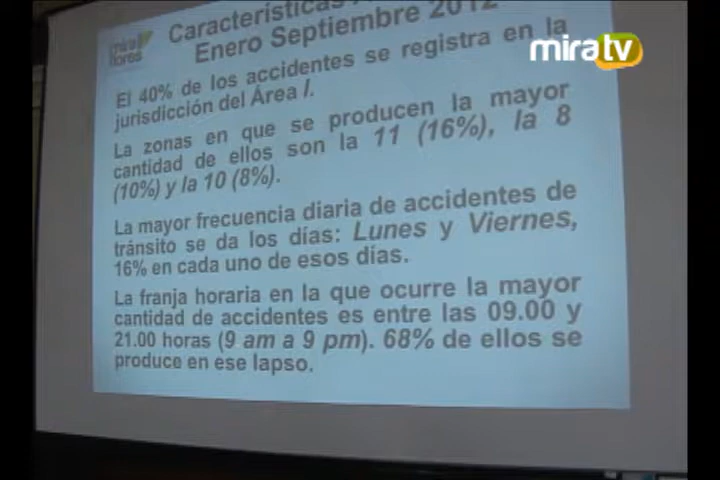 Características
Enero Septiembre 2012
mira
flores
miratv
El 40% de los accidentes se registra en la
jurisdicción del Área I.
La zonas en que se producen la mayor
cantidad de ellos son la 11 (16%), la 8
(10%) y la 10 (8%).
La mayor frecuencia diaria de accidentes de
tránsito se da los días: Lunes y Viernes,
16% en cada uno de esos días.
La franja horaria en la que ocurre la mayor
cantidad de accidentes es entre las 09.00 y
21.00 horas (9 am a 9 pm). 68% de ellos se
produce en ese lapso.